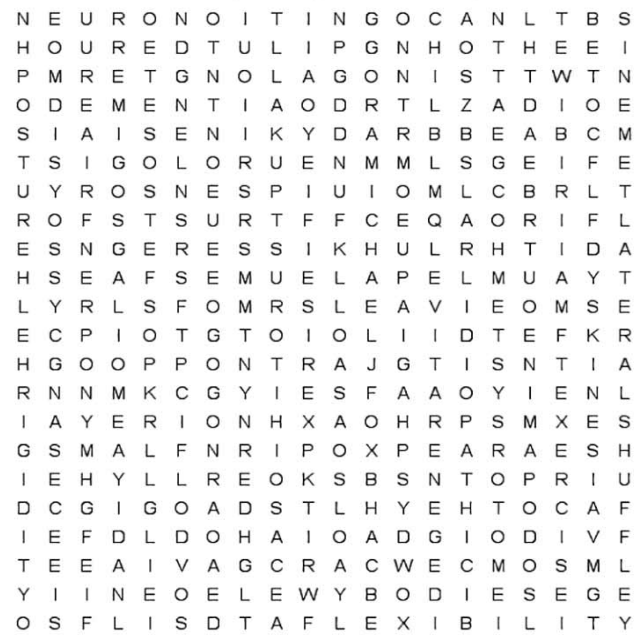 N E U R O N O I T I N G O C A N L T B S
H O U R E D T U L I P G N H O T H E E I
P M R E T G N O L A G O N I S T T W T N
O D E M E N T I A O D R T L Z A D I O E
S I A I S E N I K Y D A R B B E A B C M
T S I G O L O R U E N M M L S G E I F E
U Y R O S N E S P I U I O M L C B R L T
R O F S T S U R T F F C E Q A O R I F L
E S N G E R E S S I K H U L R H T I D A
H S E A F S E M U E L A P E L M U A Y T
L Y R L S F O M R S L E A V I E O M S E
E C P I O T G T O I O L I I D T E F K R
H G O O P P O N T R A J G T I S N T I A
R N N M K C G Y I E S F A A O Y I E N L
I A Y E R I O N H X A O H R P S M X E S
G S M A L F N R I P O X P E A R A E S H
I E H Y L L R E O K S B S N T O P R I U
D C G I G O A D S T L H Y E H T O C A F
I E F D L D O H A I O A D G I O D I V F
T E E A I V A G C R A C W E C M O S M L
Y I I N E O E L E W Y B O D I E S E G E
O S F L I S D T A F L E X I B I L I T Y